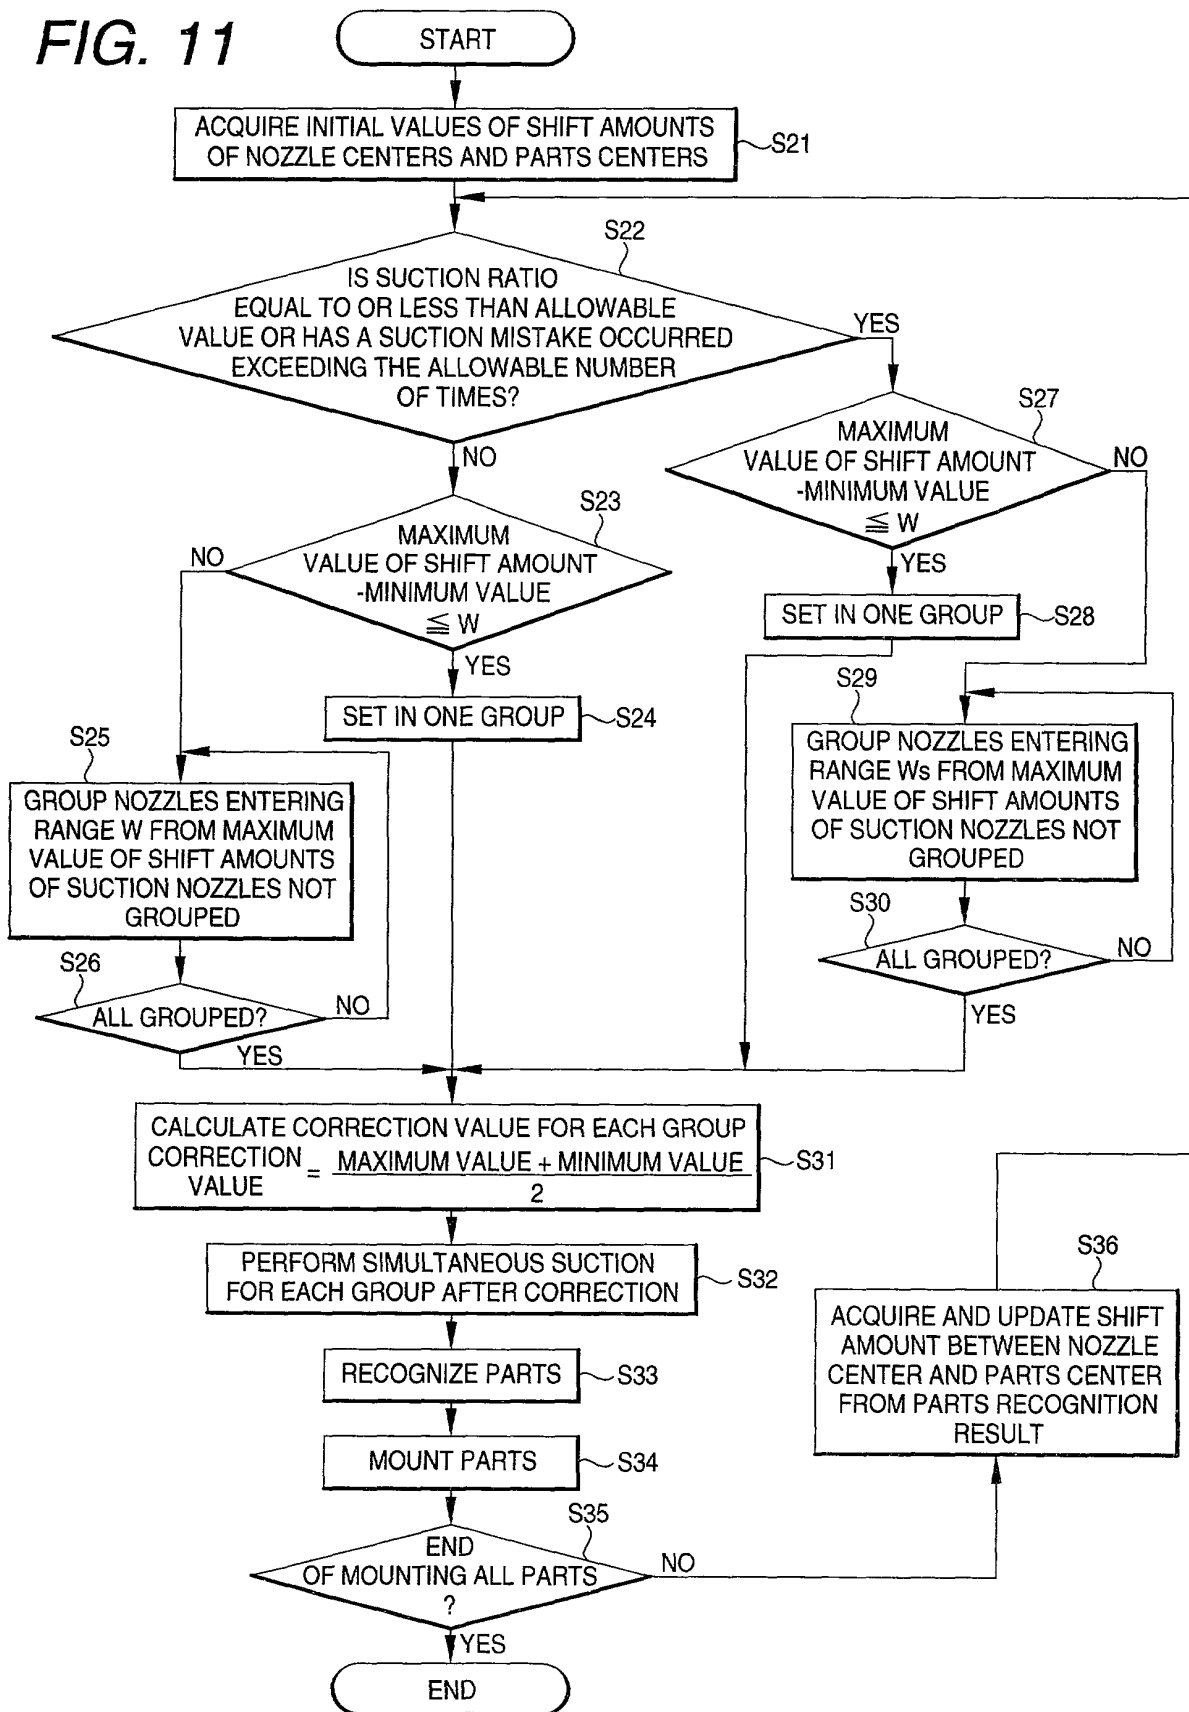 FIG. 11
START
ACQUIRE INITIAL VALUES OF SHIFT AMOUNTS
OF NOZZLE CENTERS AND PARTS CENTERS
S21
S22
IS SUCTION RATIO
EQUAL TO OR LESS THAN ALLOWABLE
VALUE OR HAS A SUCTION MISTAKE OCCURRED
EXCEEDING THE ALLOWABLE NUMBER
OF TIMES?
YES
NO
S27
MAXIMUM
VALUE OF SHIFT AMOUNT
-MINIMUM VALUE
≦ W
NO
YES
S23
MAXIMUM
VALUE OF SHIFT AMOUNT
-MINIMUM VALUE
≦ W
NO
YES
SET IN ONE GROUP
S28
SET IN ONE GROUP
S24
S29
GROUP NOZZLES ENTERING
RANGE Ws FROM MAXIMUM
VALUE OF SHIFT AMOUNTS
OF SUCTION NOZZLES NOT
GROUPED
S25
GROUP NOZZLES ENTERING
RANGE W FROM MAXIMUM
VALUE OF SHIFT AMOUNTS
OF SUCTION NOZZLES NOT
GROUPED
S30
ALL GROUPED?
NO
YES
S26
ALL GROUPED?
NO
YES
CALCULATE CORRECTION VALUE FOR EACH GROUP
CORRECTION VALUE = MAXIMUM VALUE + MINIMUM VALUE
2
S31
PERFORM SIMULTANEOUS SUCTION
FOR EACH GROUP AFTER CORRECTION
S32
RECOGNIZE PARTS
S33
MOUNT PARTS
S34
S35
END
OF MOUNTING ALL PARTS
?
NO
YES
S36
ACQUIRE AND UPDATE SHIFT
AMOUNT BETWEEN NOZZLE
CENTER AND PARTS CENTER
FROM PARTS RECOGNITION
RESULT
END